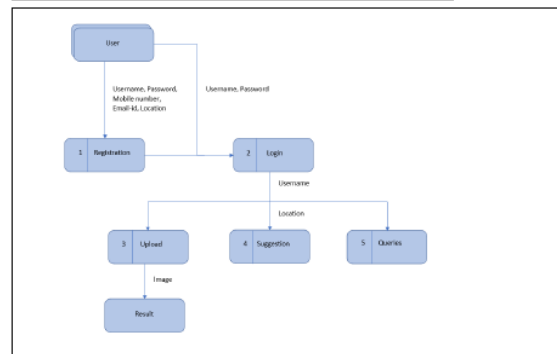 User
Username, Password,
Mobile number,
Email-Id, Location
Username, Password
1 Registration
2 Login
Username
Location
3 Upload
4 Suggestion
5 Queries
Image
Result